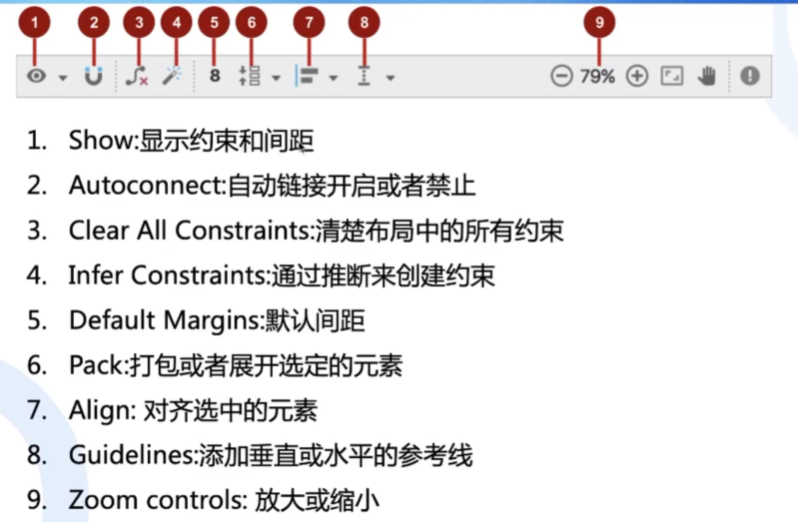 1 2 3 4 5 6 7 8 9
8 79%
1. Show:显示约束和间距
2. Autoconnect:自动链接开启或者禁止
3. Clear All Constraints:清楚布局中的所有约束
4. Infer Constraints:通过推断来创建约束
5. Default Margins:默认间距
6. Pack:打包或者展开选定的元素
7. Align: 对齐选中的元素
8. Guidelines:添加垂直或水平的参考线
9. Zoom controls: 放大或缩小